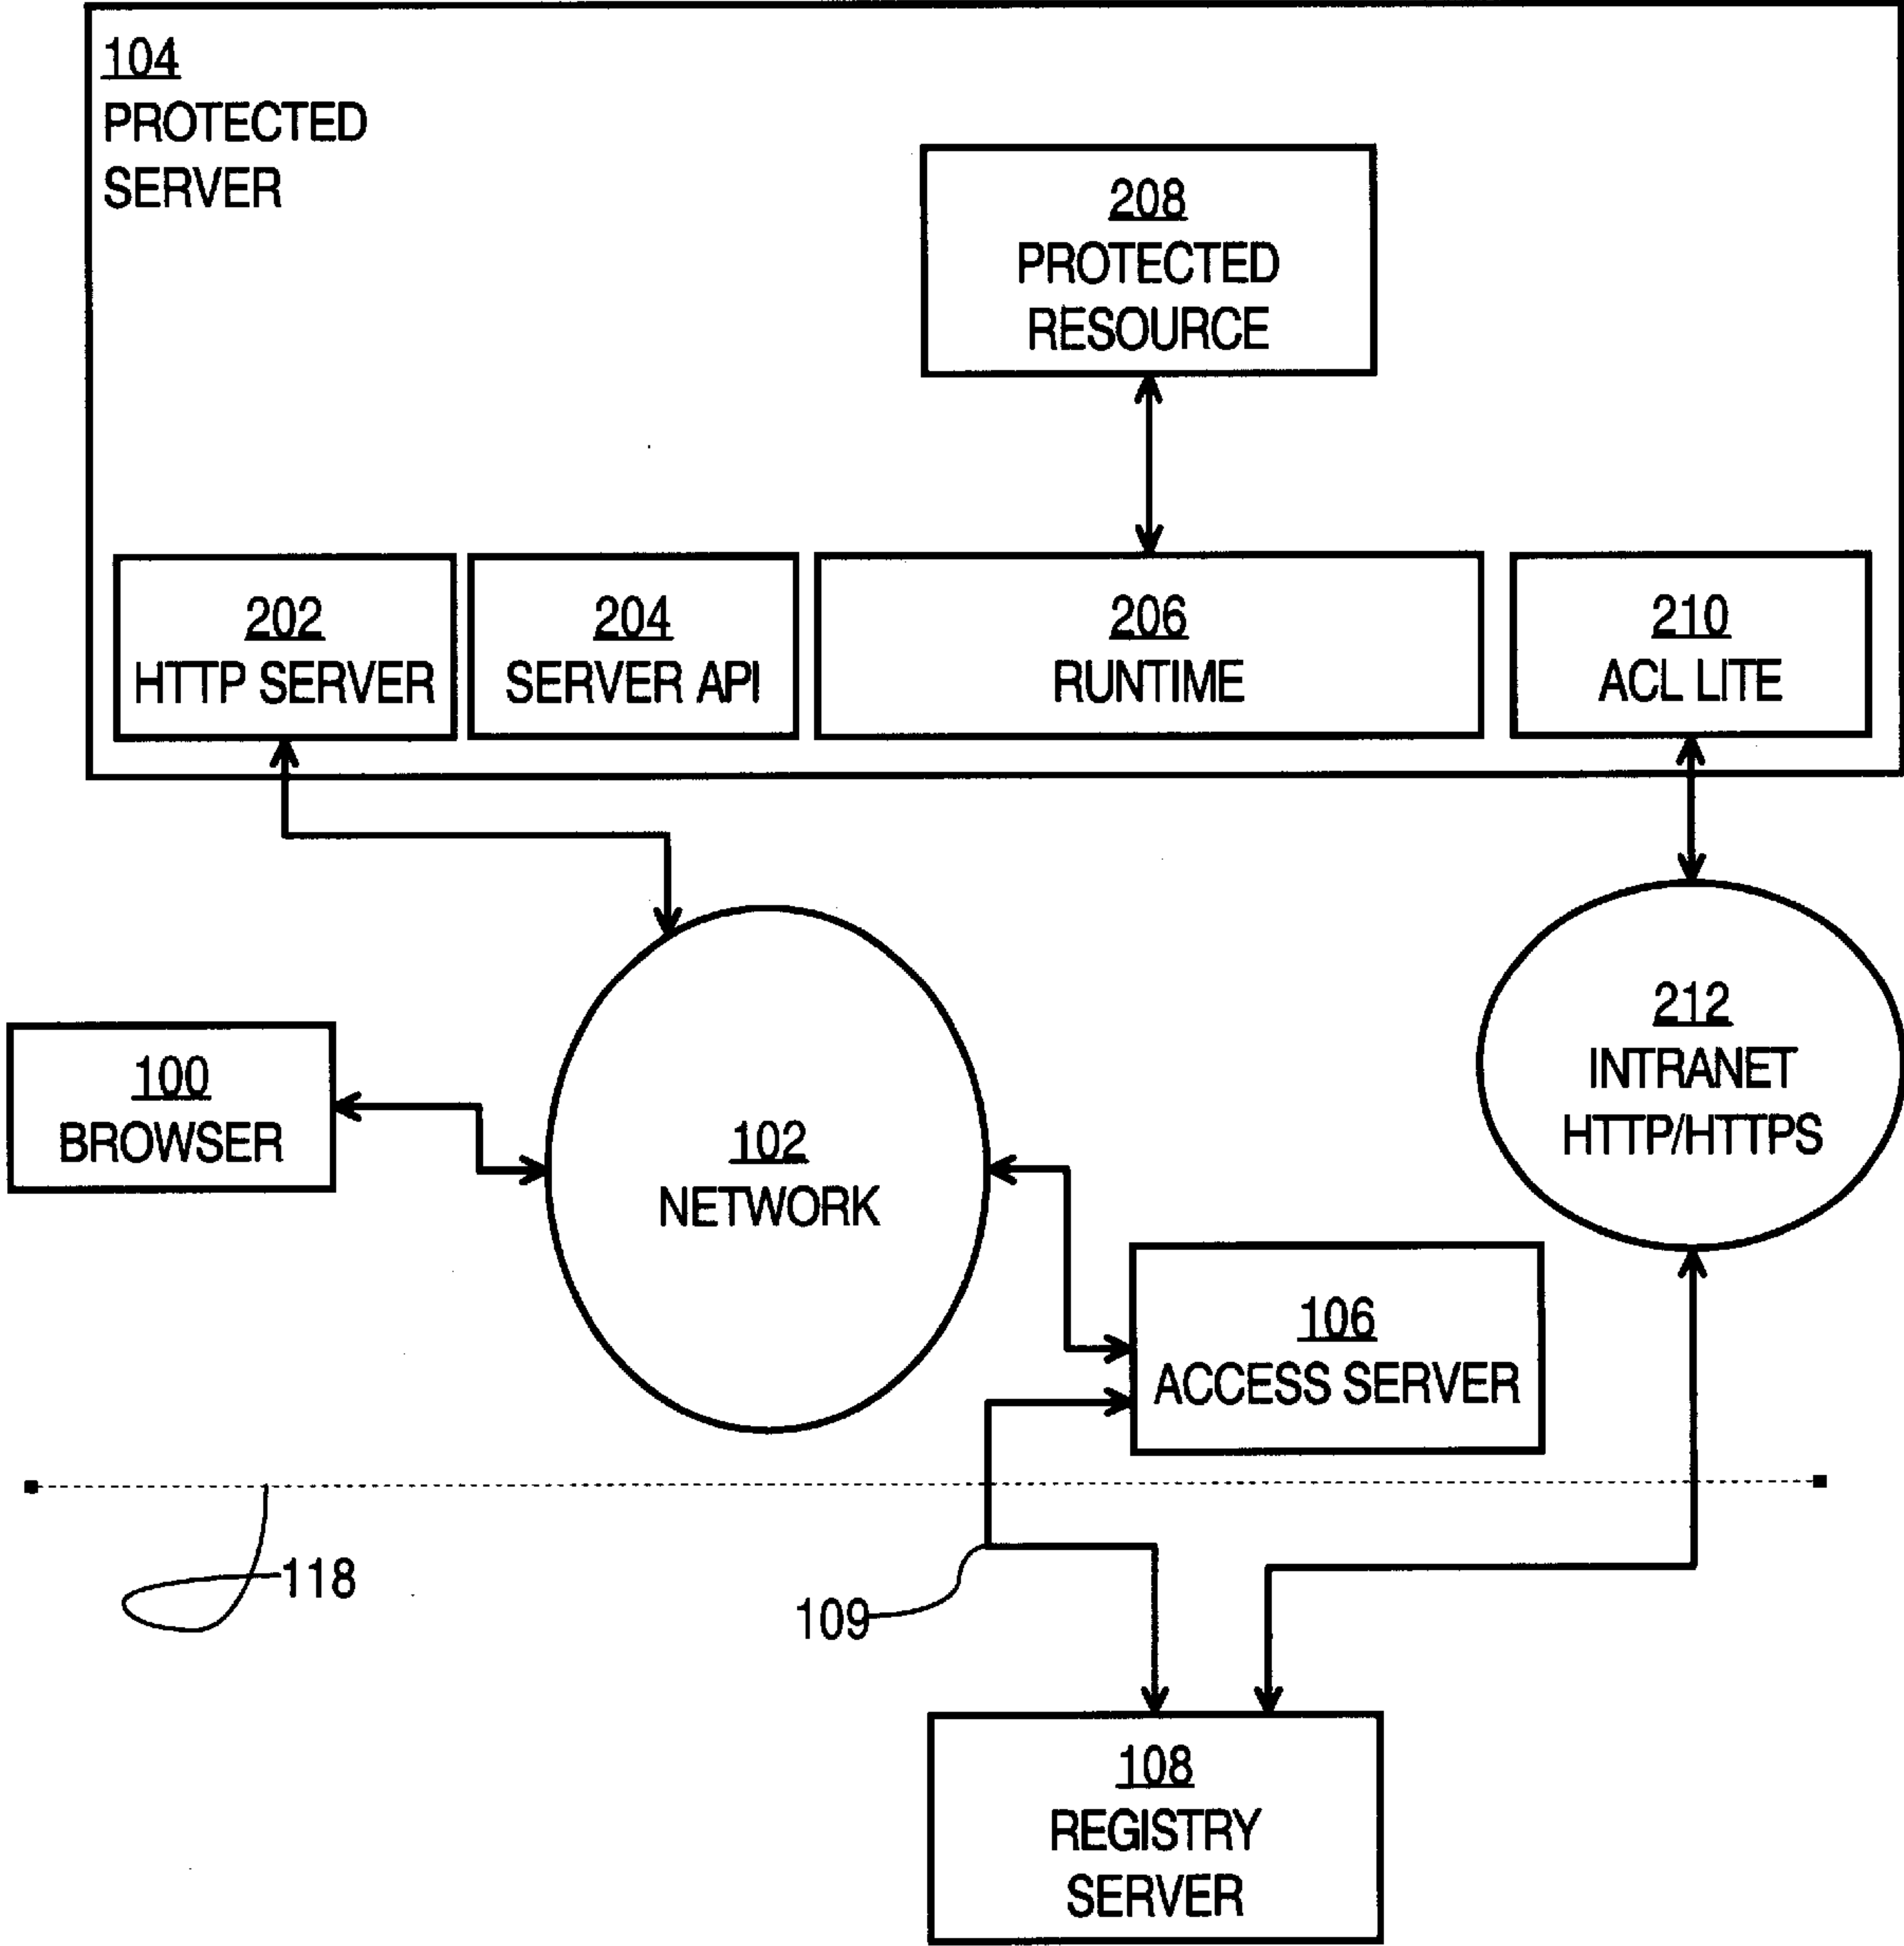 104
PROTECTED
SERVER
208
PROTECTED
RESOURCE
202
HTTP SERVER
204
SERVER API
206
RUNTIME
210
ACL LITE
212
INTRANET
HTTP/HTTPS
100
BROWSER
102
NETWORK
106
ACCESS SERVER
118
109
108
REGISTRY
SERVER